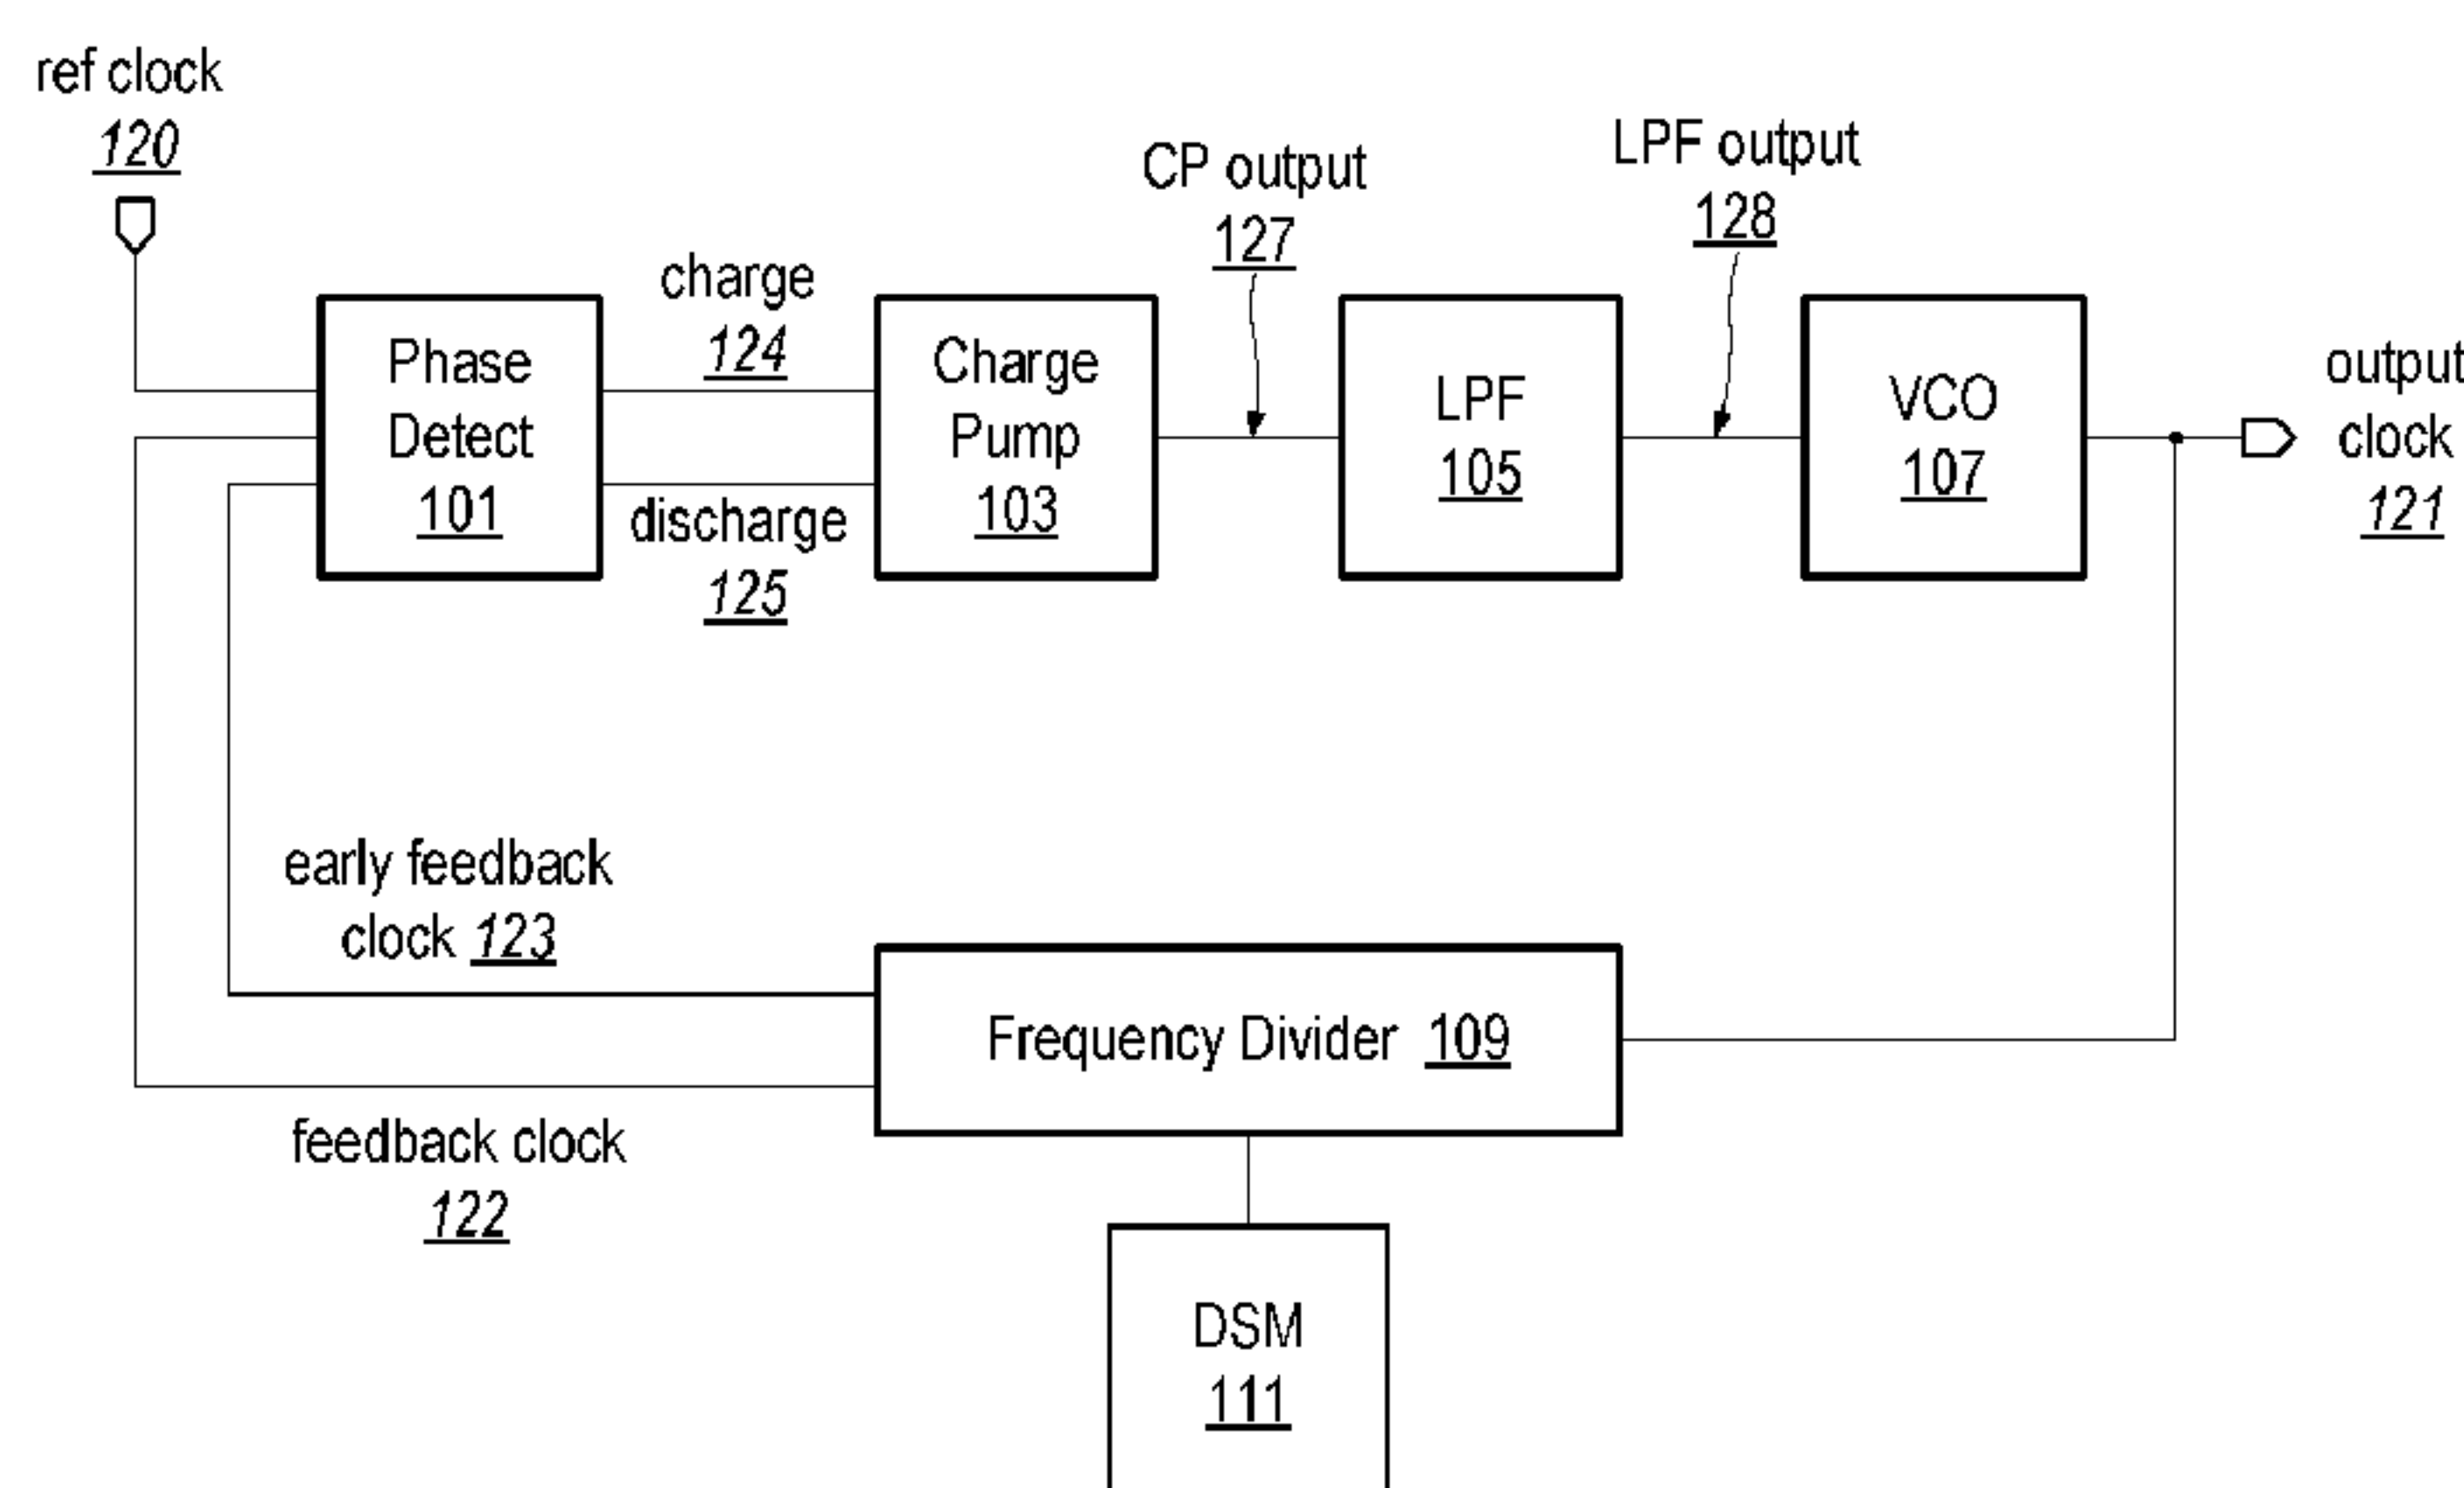 ref clock
120
CP output
127
LPF output
128
charge
124
Phase
Detect
101
discharge
125
Charge
Pump
103
LPF
105
VCO
107
output
clock
121
early feedback
clock 123
Frequency Divider 109
feedback clock
122
DSM
111